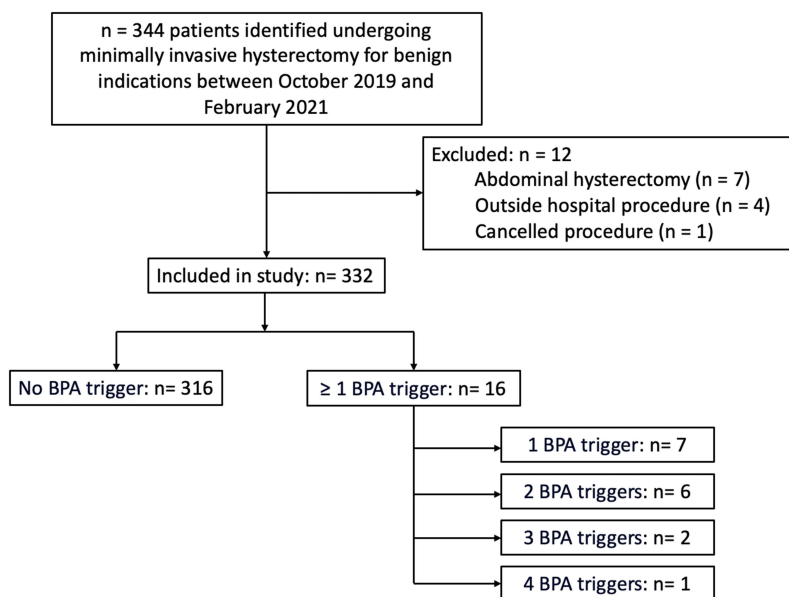 n = 344 patients identified undergoing
minimally invasive hysterectomy for benign
indications between October 2019 and
February 2021
Excluded: n = 12
Abdominal hysterectomy (n = 7)
Outside hospital procedure (n = 4)
Cancelled procedure (n = 1)
Included in study: n= 332
No BPA trigger: n= 316
≥ 1 BPA trigger: n= 16
1 BPA trigger: n= 7
2 BPA triggers: n= 6
3 BPA triggers: n= 2
4 BPA triggers: n= 1